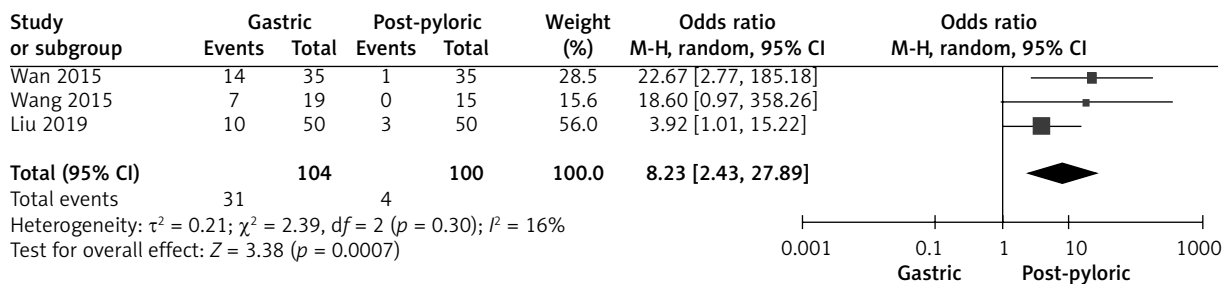 Study Gastric Post-pyloric Weight Odds ratio Odds ratio
or subgroup Events Total Events Total (%) M-H, random, 95% CI M-H, random, 95% CI
Wan 2015 14 35 1 35 28.5 22.67 [2.77, 185.18]
Wang 2015 7 19 0 15 15.6 18.60 [0.97, 358.26]
Liu 2019 10 50 3 50 56.0 3.92 [1.01, 15.22]
Total (95% CI) 104 100 100.0 8.23 [2.43, 27.89]
Total events 31 4
Heterogeneity: τ² = 0.21; χ² = 2.39, df = 2 (p = 0.30); I² = 16%
Test for overall effect: Z = 3.38 (p = 0.0007)
0.001 0.1 1 10 1000
Gastric Post-pyloric